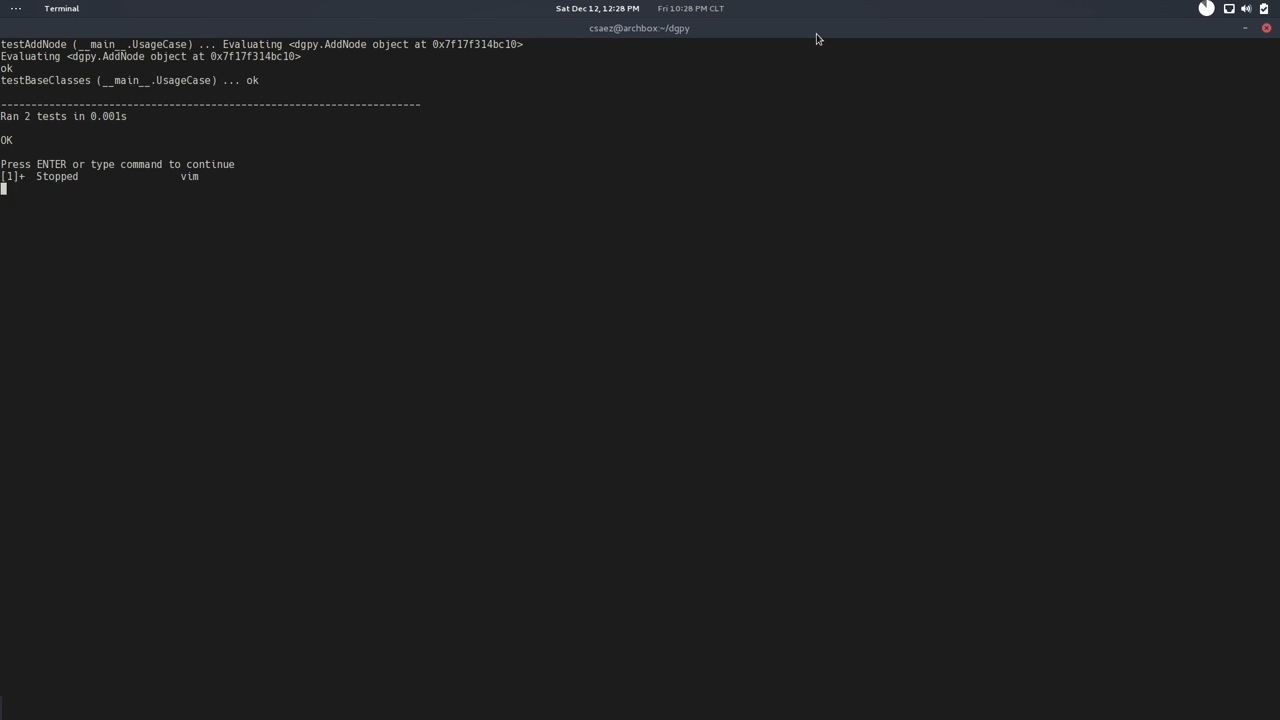 Terminal
Sat Dec 12, 12:28 PM Fri 10:28 PM CLT
csaez@archbox:~/dgpy
testAddNode (__main__.UsageCase) ... Evaluating <dgpy.AddNode object at 0x7f17f314bc10>
Evaluating <dgpy.AddNode object at 0x7f17f314bc10>
ok
testBaseClasses (__main__.UsageCase) ... ok
----------------------------------------------------------------------
Ran 2 tests in 0.001s
OK
Press ENTER or type command to continue
[1]+  Stopped                 vim